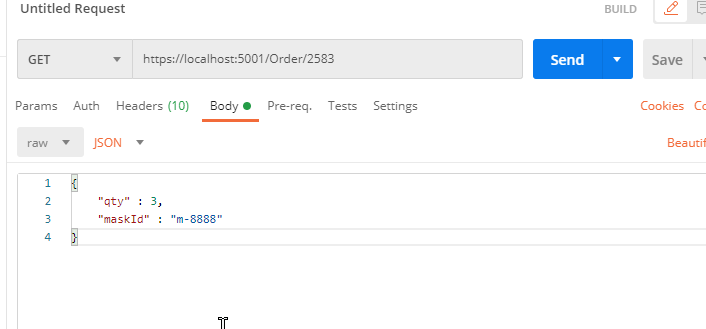 Untitled Request BUILD
GET https://localhost:5001/Order/2583 Send Save
Params Auth Headers (10) Body Pre-req. Tests Settings Cookies Co
raw JSON Beautif
1 {
2 "qty" : 3,
3 "maskId" : "m-8888"
4 }